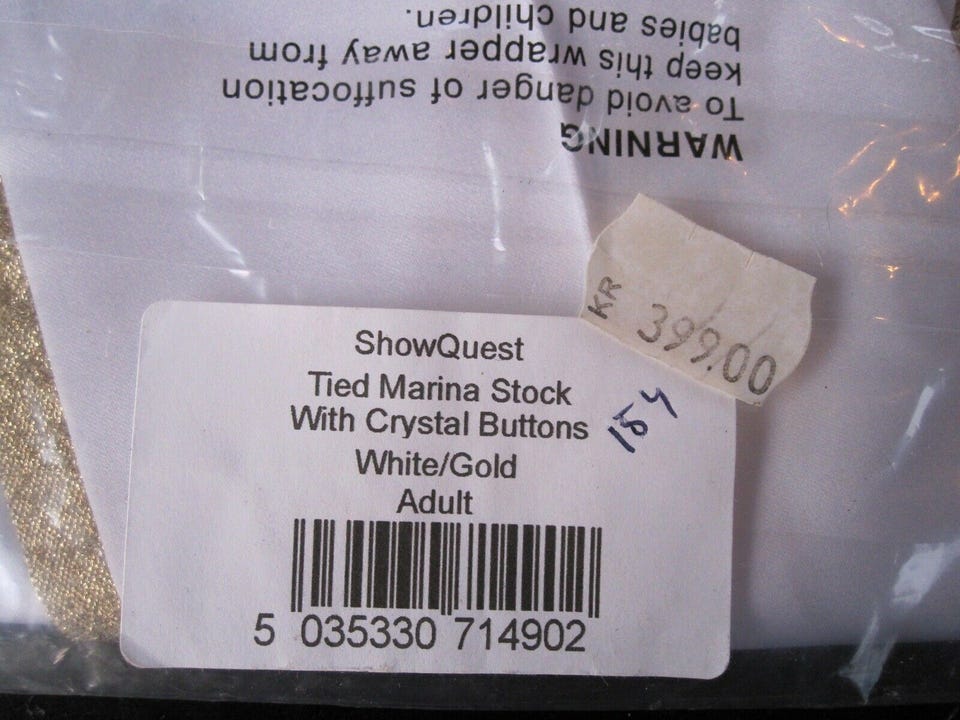 WARNING
To avoid danger of suffocation
keep this wrapper away from
babies and children.
KR 399.00
ShowQuest
Tied Marina Stock
With Crystal Buttons
White/Gold
Adult
5 035330 714902